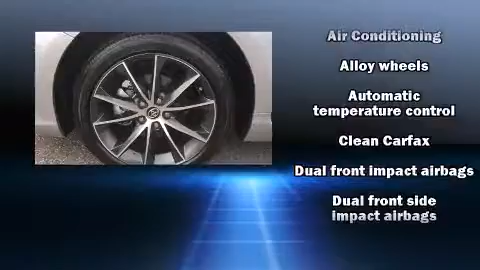 Air Conditioning
Alloy wheels
Automatic
temperature control
Clean Carfax
Dual front impact airbags
Dual front side
impact airbags